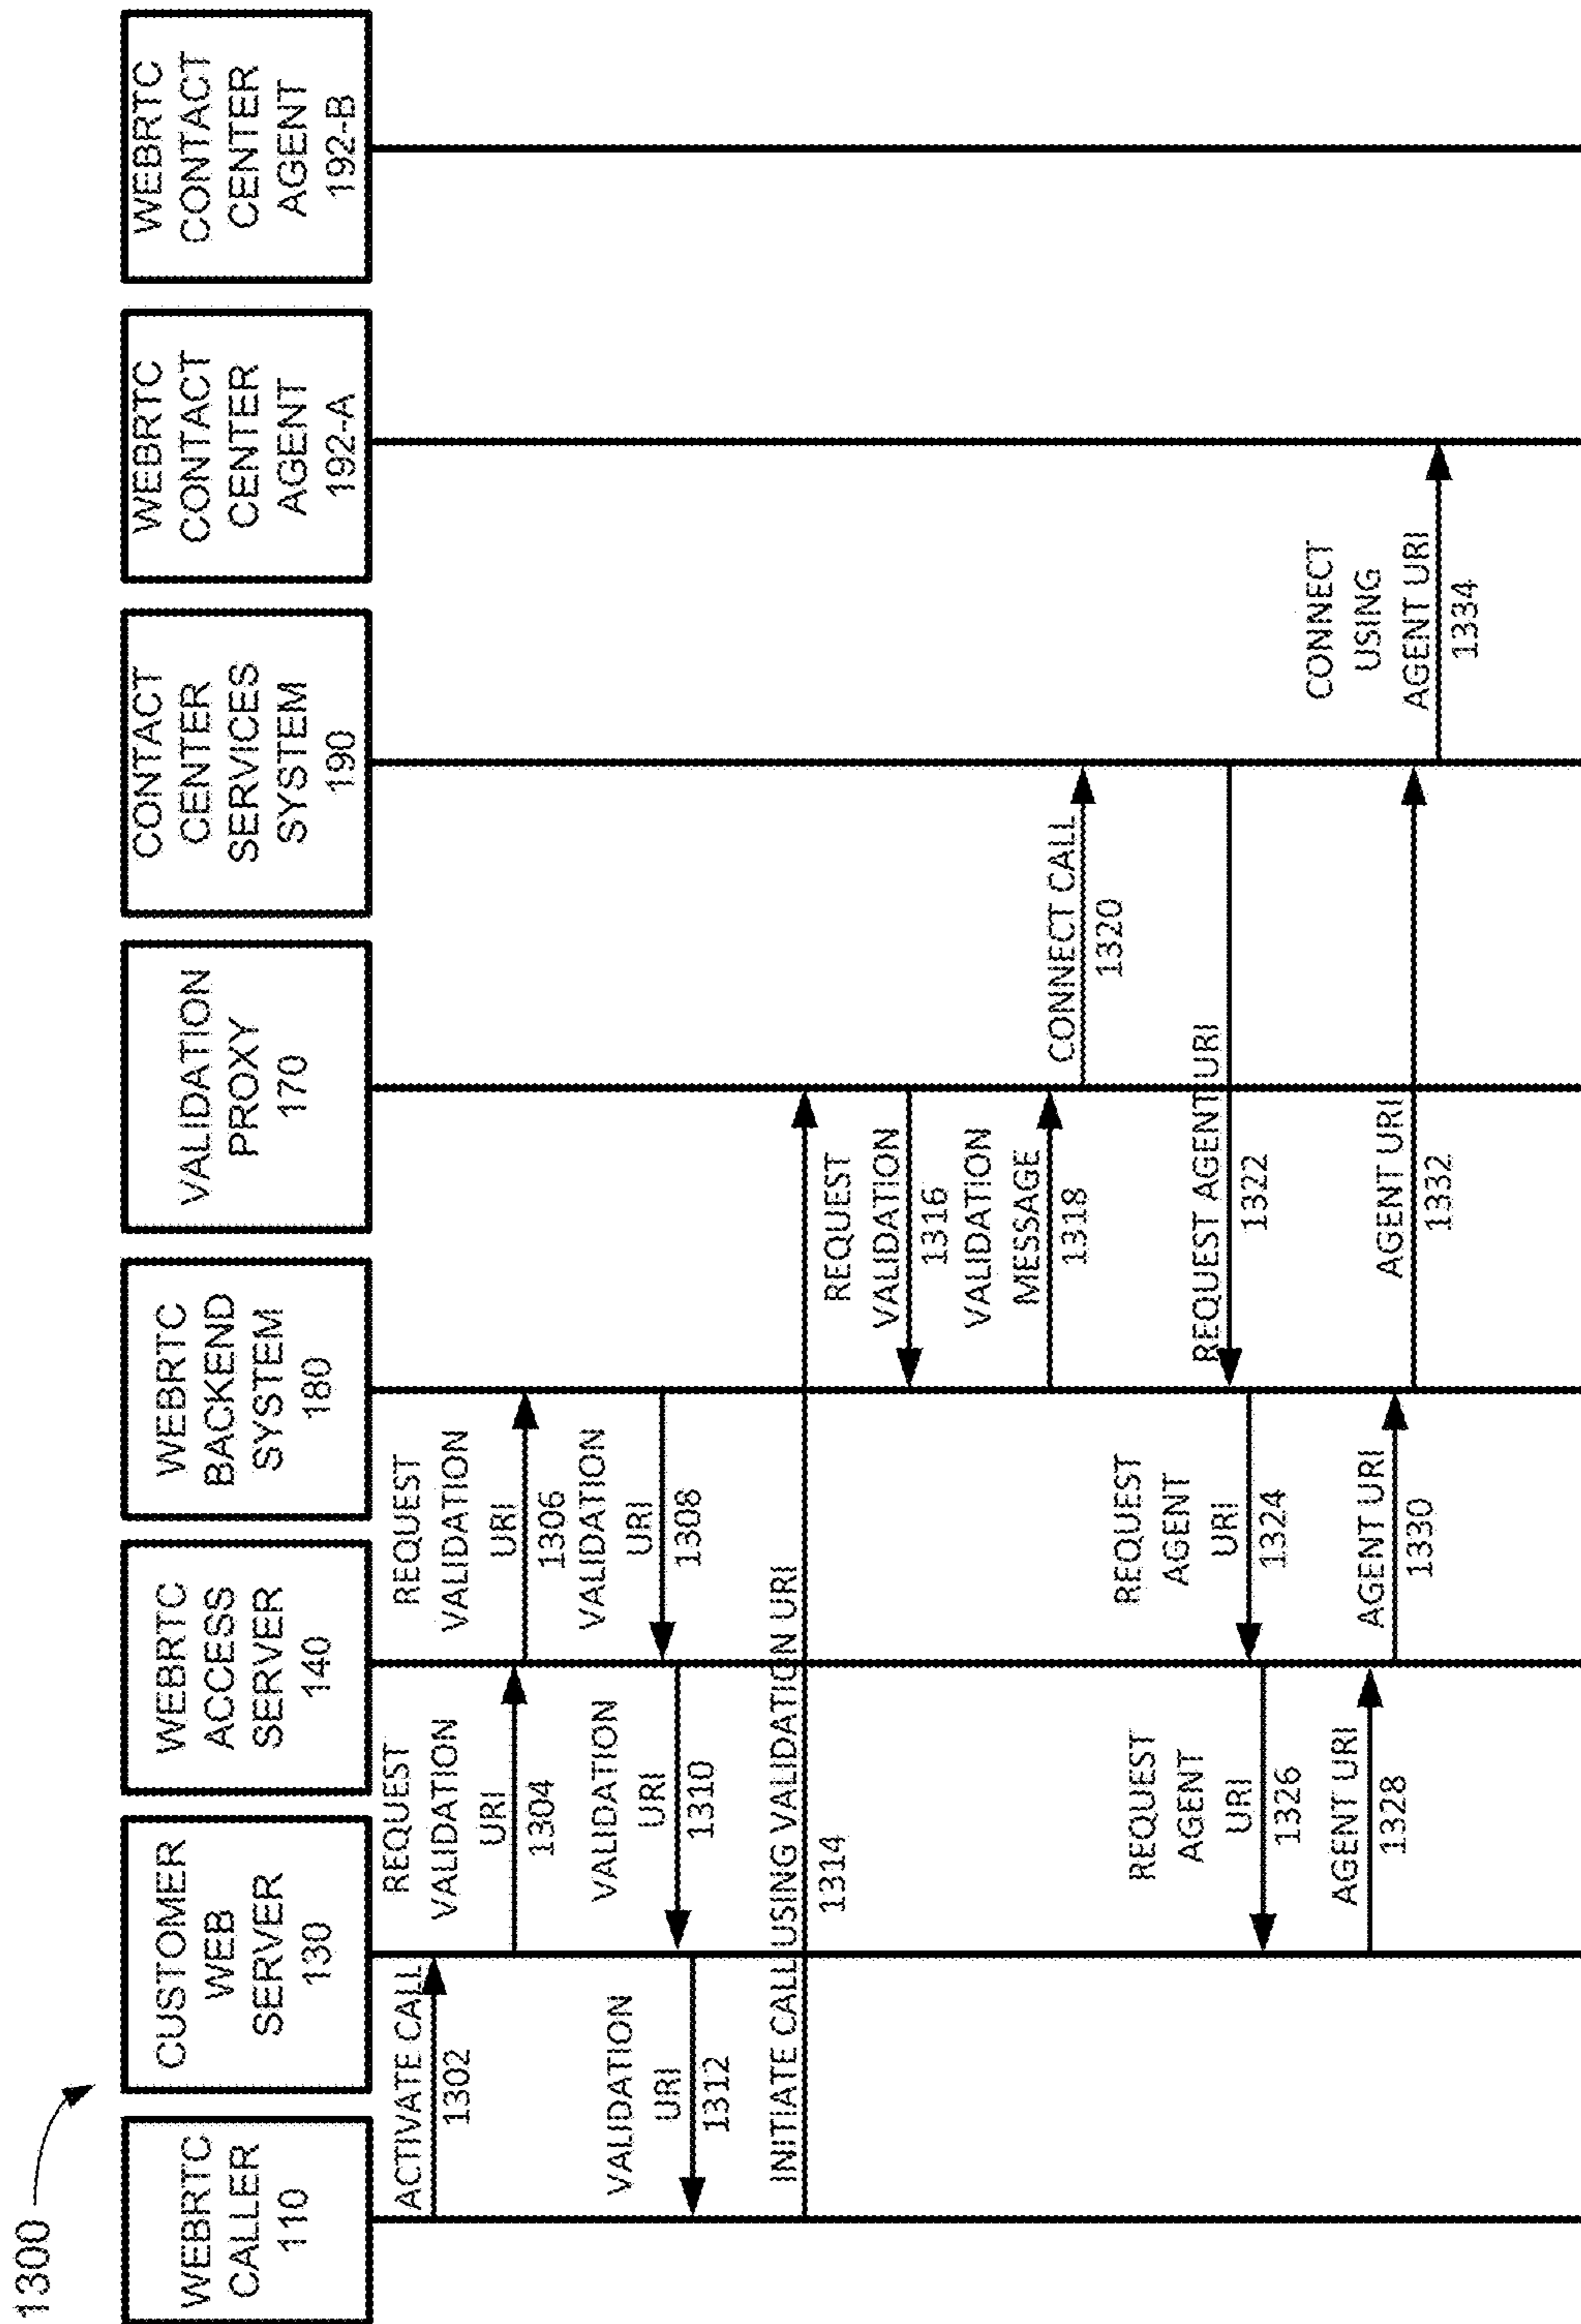 1300
WEBRTC
CALLER
110
CUSTOMER
WEB
SERVER
130
WEBRTC
ACCESS
SERVER
140
WEBRTC
BACKEND
SYSTEM
180
VALIDATION
PROXY
170
CONTACT
CENTER
SERVICES
SYSTEM
190
WEBRTC
CONTACT
CENTER
AGENT
192-A
WEBRTC
CONTACT
CENTER
AGENT
192-B
ACTIVATE CALL
1302
REQUEST
VALIDATION
URI
1304
REQUEST
VALIDATION
URI
1306
VALIDATION
URI
1308
VALIDATION
URI
1310
VALIDATION
URI
1312
INITIATE CALL USING VALIDATION URI
1314
REQUEST
VALIDATION
1316
VALIDATION
MESSAGE
1318
CONNECT CALL
1320
REQUEST AGENT URI
1322
REQUEST
AGENT
URI
1324
REQUEST
AGENT
URI
1326
AGENT URI
1328
AGENT URI
1330
AGENT URI
1332
CONNECT
USING
AGENT URI
1334